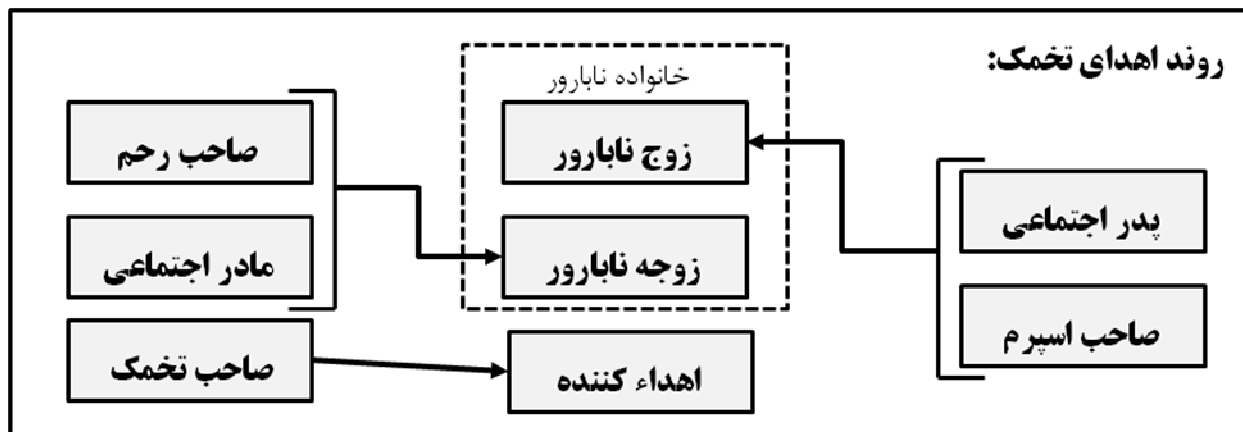 روند اهدای تخمک:
خانواده نابارور
زوج نابارور
زوجه نابارور
اهداء کننده
پدر اجتماعی
صاحب اسپرم
صاحب رحم
مادر اجتماعی
صاحب تخمک